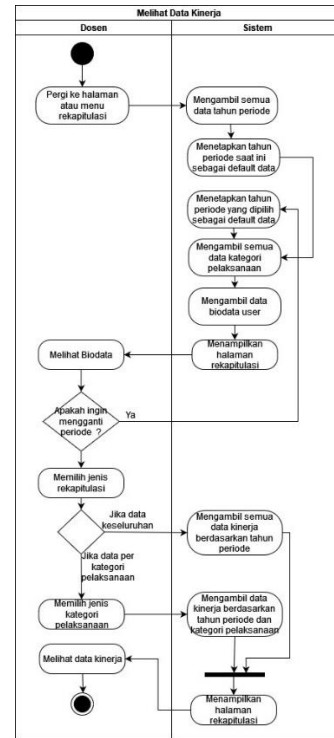 Melihat Data Kinerja
Dosen
Sistem
Pergi ke halaman
atau menu
rekapitulasi
Mengambil semua
data tahun periode
Menetapkan tahun
periode saat ini
sebagai default data
Menetapkan tahun
periode yang dipilih
sebagai default data
Mengambil semua
data kategori
pelaksanaan
Mengambil data
biodata user
Menampilkan
halaman
rekapitulasi
Melihat Biodata
Apakah ingin
mengganti
periode ?
Ya
Memilih jenis
rekapitulasi
Jika data
keseluruhan
Mengambil semua
data kinerja
berdasarkan tahun
periode
Jika data per
kategori
pelaksanaan
Memilih jenis
kategori
pelaksanaan
Mengambil data
kinerja berdasarkan
tahun periode dan
kategori pelaksanaan
Melihat data kinerja
Menampilkan
halaman
rekapitulasi